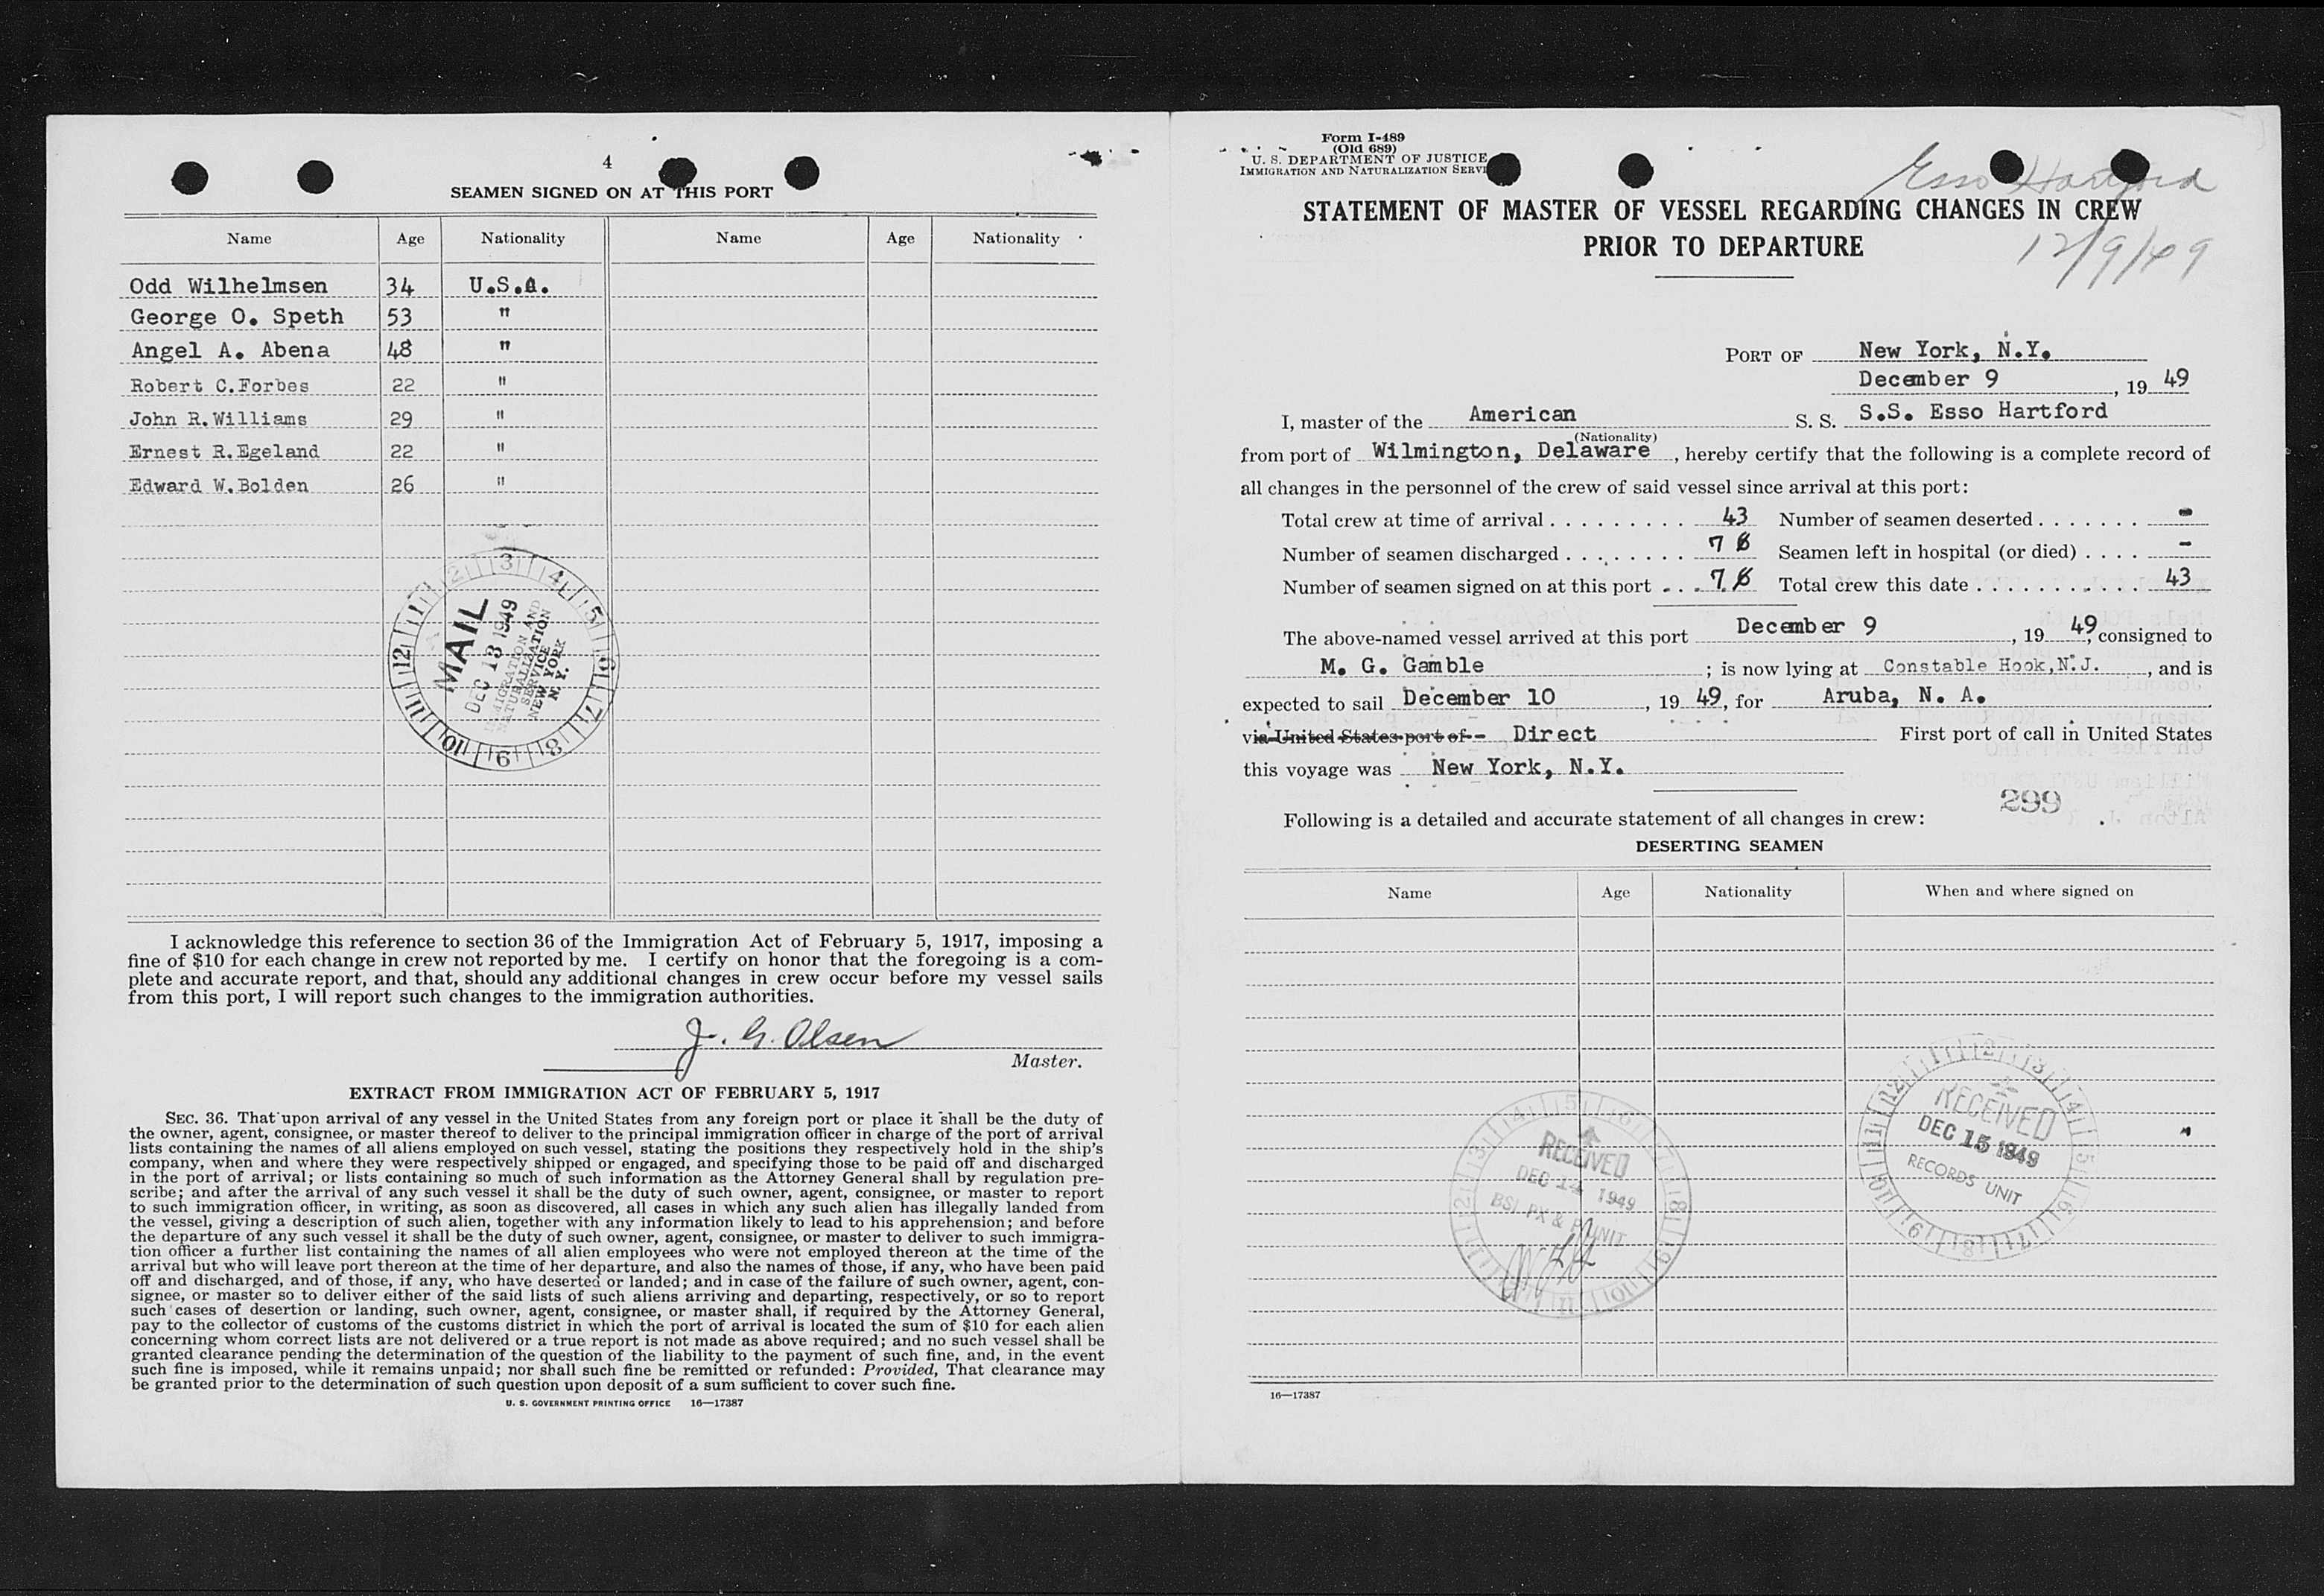 4
SEAMEN SIGNED ON AT THIS PORT
Name Age Nationality Name Age Nationality
Odd Wilhelmsen 34 U.S.A.
George O. Speth 53 "
Angel A. Abena 48 "
Robert C.Forbes 22 "
John R.Williams 29 "
Ernest R.Egeland 22 "
Edward W.Bolden 26 "
12 1 2 3 4 5 6 7 8 9 10 11
MAIL
DEC 13 1949
IMMIGRATION AND
NATURALIZATION
SERVICE
NEW YORK
N. Y.
I acknowledge this reference to section 36 of the Immigration Act of February 5, 1917, imposing a
fine of $10 for each change in crew not reported by me. I certify on honor that the foregoing is a com-
plete and accurate report, and that, should any additional changes in crew occur before my vessel sails
from this port, I will report such changes to the immigration authorities.
J. G. Olsen
Master.
EXTRACT FROM IMMIGRATION ACT OF FEBRUARY 5, 1917
SEC. 36. That upon arrival of any vessel in the United States from any foreign port or place it shall be the duty of
the owner, agent, consignee, or master thereof to deliver to the principal immigration officer in charge of the port of arrival
lists containing the names of all aliens employed on such vessel, stating the positions they respectively hold in the ship's
company, when and where they were respectively shipped or engaged, and specifying those to be paid off and discharged
in the port of arrival; or lists containing so much of such information as the Attorney General shall by regulation pre-
scribe; and after the arrival of any such vessel it shall be the duty of such owner, agent, consignee, or master to report
to such immigration officer, in writing, as soon as discovered, all cases in which any such alien has illegally landed from
the vessel, giving a description of such alien, together with any information likely to lead to his apprehension; and before
the departure of any such vessel it shall be the duty of such owner, agent, consignee, or master to deliver to such immigra-
tion officer a further list containing the names of all alien employees who were not employed thereon at the time of the
arrival but who will leave port thereon at the time of her departure, and also the names of those, if any, who have been paid
off and discharged, and of those, if any, who have deserted or landed; and in case of the failure of such owner, agent, con-
signee, or master so to deliver either of the said lists of such aliens arriving and departing, respectively, or so to report
such cases of desertion or landing, such owner, agent, consignee, or master shall, if required by the Attorney General,
pay to the collector of customs of the customs district in which the port of arrival is located the sum of $10 for each alien
concerning whom correct lists are not delivered or a true report is not made as above required; and no such vessel shall be
granted clearance pending the determination of the question of the liability to the payment of such fine, and, in the event
such fine is imposed, while it remains unpaid; nor shall such fine be remitted or refunded: Provided, That clearance may
be granted prior to the determination of such question upon deposit of a sum sufficient to cover such fine.
U. S. GOVERNMENT PRINTING OFFICE 16—17387
Form I-489
(Old 689)
U. S. DEPARTMENT OF JUSTICE
IMMIGRATION AND NATURALIZATION SERVI
Esso Hartford
STATEMENT OF MASTER OF VESSEL REGARDING CHANGES IN CREW
PRIOR TO DEPARTURE
12/9/49
PORT OF New York, N.Y.
December 9, 19 49
I, master of the American S. S. S.S. Esso Hartford
(Nationality)
from port of Wilmington, Delaware, hereby certify that the following is a complete record of
all changes in the personnel of the crew of said vessel since arrival at this port:
Total crew at time of arrival . . . . . . . . . 43 Number of seamen deserted . . . . . . . -
Number of seamen discharged . . . . . . . . 7 6 Seamen left in hospital (or died) . . . . -
Number of seamen signed on at this port . . . 7 6 Total crew this date . . . . . . . . . . . 43
The above-named vessel arrived at this port December 9, 19 49, consigned to
M. G. Gamble; is now lying at Constable Hook,N.J., and is
expected to sail December 10, 19 49, for Aruba, N. A.
via United States port of - Direct First port of call in United States
this voyage was New York, N.Y.
299
Following is a detailed and accurate statement of all changes in crew:
DESERTING SEAMEN
Name Age Nationality When and where signed on
RECEIVED
DEC 15 1949
RECORDS UNIT
RECEIVED
DEC 14 1949
BSI PX & P UNIT
16—17387